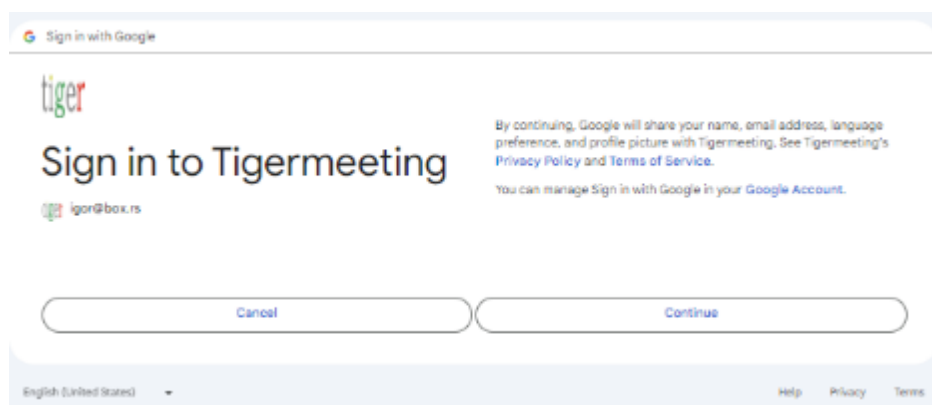 Sign in with Google
tiger
Sign in to Tigermeeting
tiger igor@box.rs
By continuing, Google will share your name, email address, language
preference, and profile picture with Tigermeeting. See Tigermeeting's
Privacy Policy and Terms of Service.
You can manage Sign in with Google in your Google Account.
Cancel
Continue
English (United States)
Help Privacy Terms